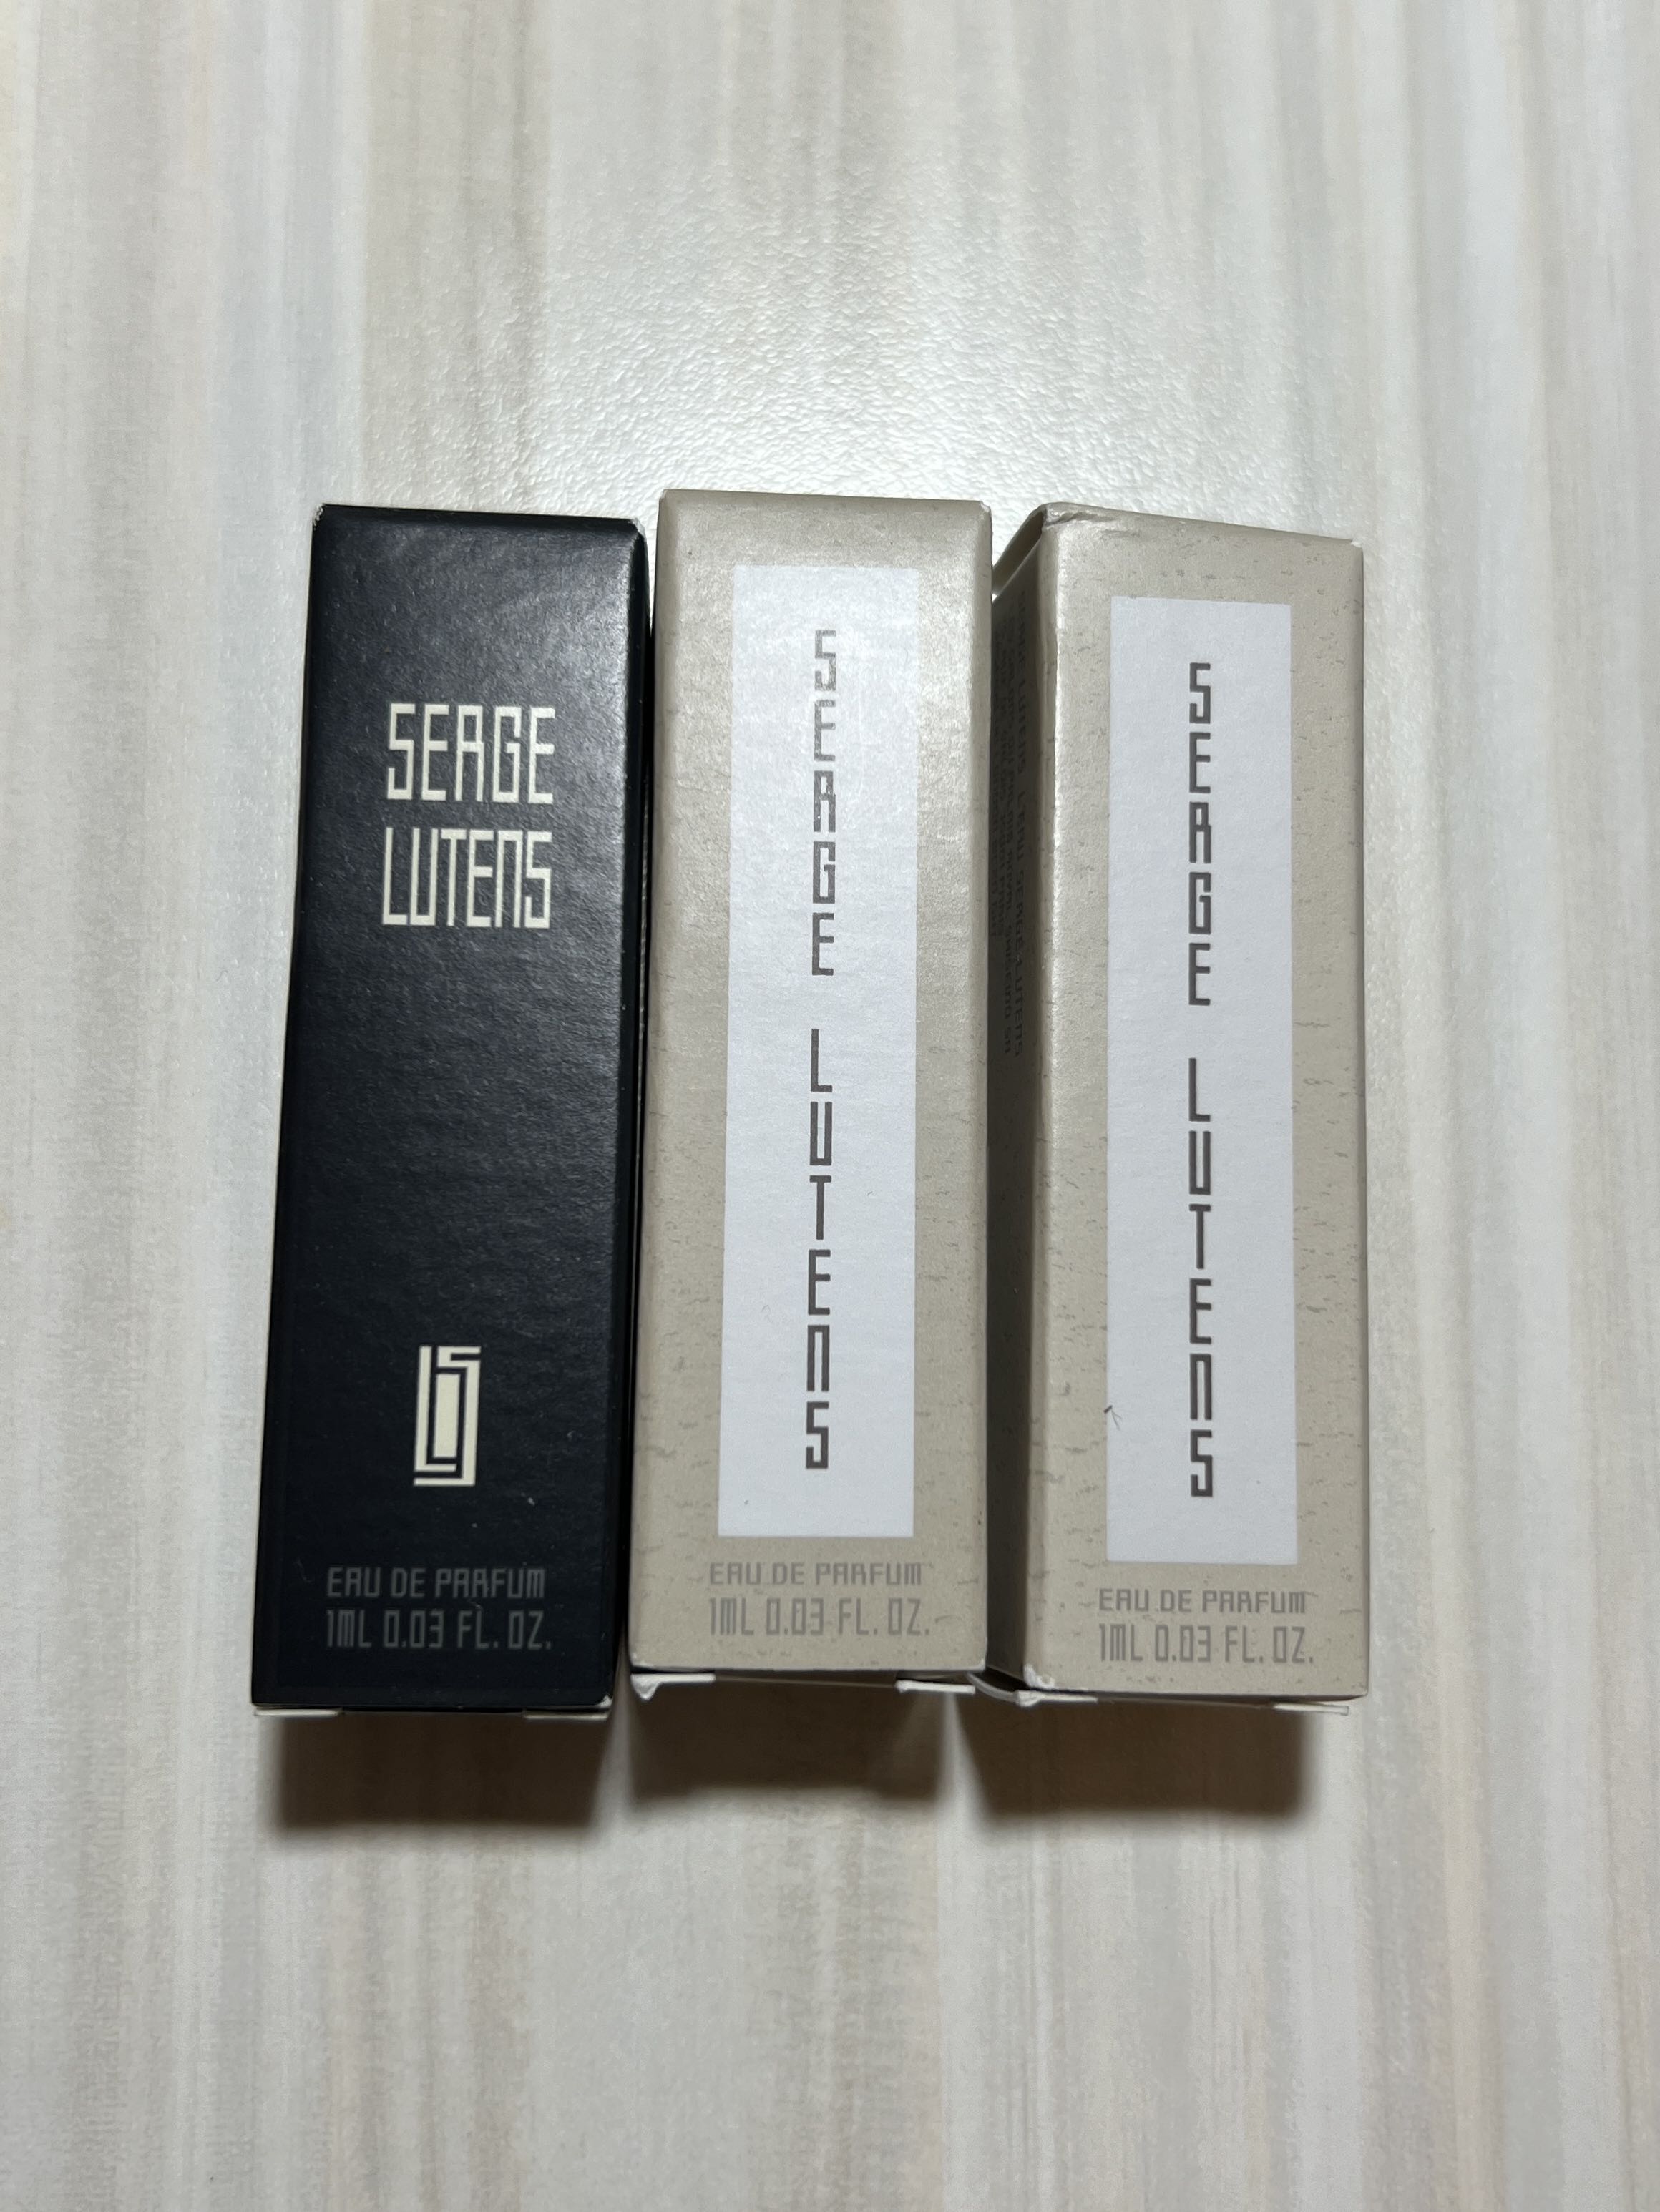 SERGE
LUTENS
EAU DE PARFUM
1ML 0.03 FL. OZ.
SERGE LUTENS
EAU DE PARFUM
1ML 0.03 FL. OZ.
SERGE LUTENS
EAU DE PARFUM
1ML 0.03 FL. OZ.